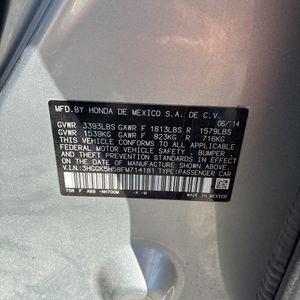 MFD.BY HONDA DE MEXICO S.A. DE C.V.
06/'14
GVWR 3393LBS GAWR F 1813LBS R 1579LBS
GVWR 1539KG GAWR F 823KG R 716KG
THIS VEHICLE CONFORMS TO ALL APPLICABLE
FEDERAL MOTOR VEHICLE SAFETY, BUMPER,
AND THEFT PREVENTION STANDARDS IN EFFECT
ON THE DATE OF MANUFACTURE SHOWN ABOVE.
V.I.N.:3HGGK5H58FM714181 TYPE:PASSENGER CAR
MADE IN MEXICO